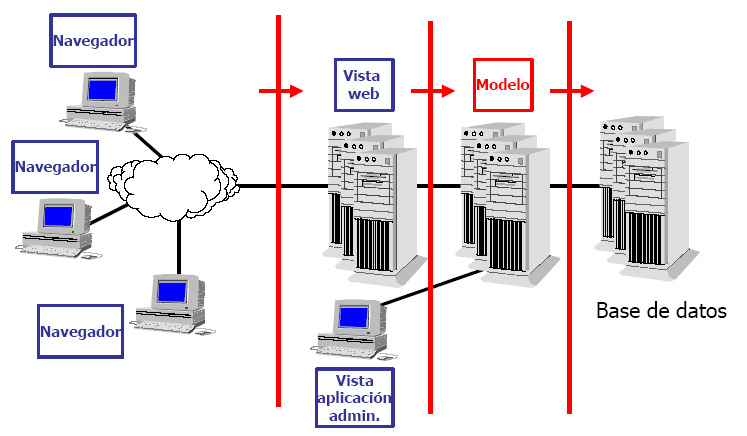 Navegador
Vista
web
Modelo
Navegador
Navegador
Base de datos
Vista
aplicación
admin.